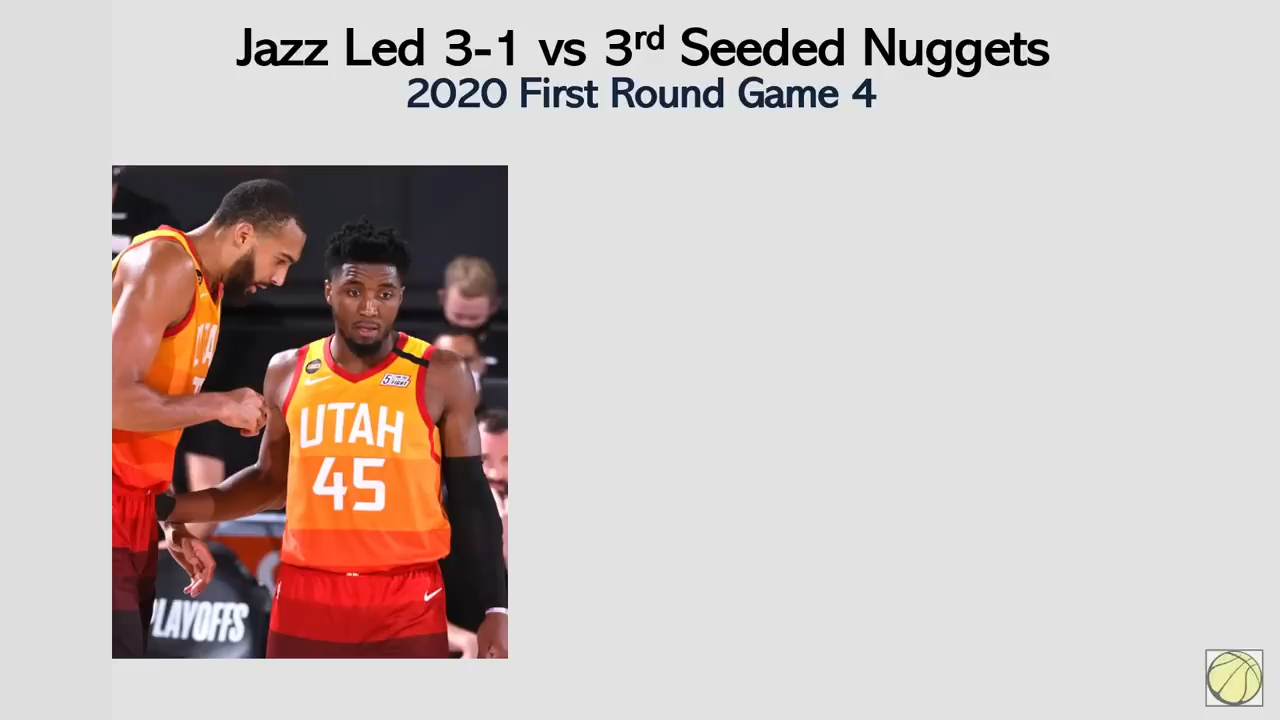 Jazz Led 3-1 vs 3rd Seeded Nuggets
2020 First Round Game 4
UTAH
45
PLAYOFFS